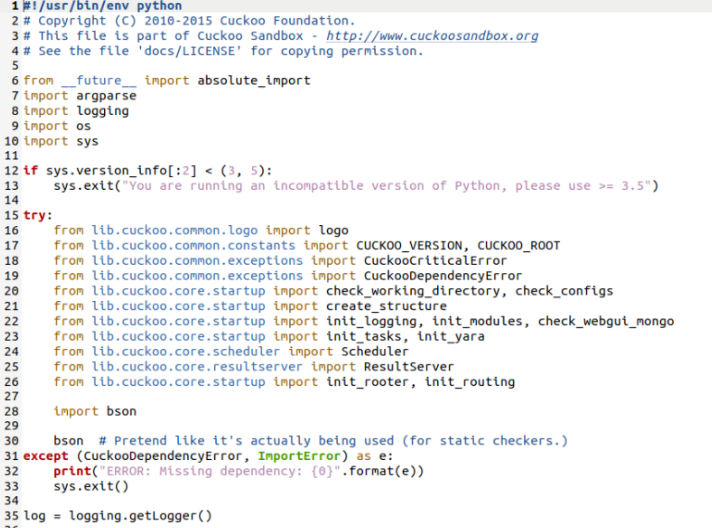 1 #!/usr/bin/env python
2 # Copyright (C) 2010-2015 Cuckoo Foundation.
3 # This file is part of Cuckoo Sandbox - http://www.cuckoosandbox.org
4 # See the file 'docs/LICENSE' for copying permission.
5
6 from __future__ import absolute_import
7 import argparse
8 import logging
9 import os
10 import sys
11
12 if sys.version_info[:2] < (3, 5):
13     sys.exit("You are running an incompatible version of Python, please use >= 3.5")
14
15 try:
16     from lib.cuckoo.common.logo import logo
17     from lib.cuckoo.common.constants import CUCKOO_VERSION, CUCKOO_ROOT
18     from lib.cuckoo.common.exceptions import CuckooCriticalError
19     from lib.cuckoo.common.exceptions import CuckooDependencyError
20     from lib.cuckoo.core.startup import check_working_directory, check_configs
21     from lib.cuckoo.core.startup import create_structure
22     from lib.cuckoo.core.startup import init_logging, init_modules, check_webgui_mongo
23     from lib.cuckoo.core.startup import init_tasks, init_yara
24     from lib.cuckoo.core.scheduler import Scheduler
25     from lib.cuckoo.core.resultserver import ResultServer
26     from lib.cuckoo.core.startup import init_rooter, init_routing
27
28     import bson
29
30     bson  # Pretend like it's actually being used (for static checkers.)
31 except (CuckooDependencyError, ImportError) as e:
32     print("ERROR: Missing dependency: {0}".format(e))
33     sys.exit()
34
35 log = logging.getLogger()